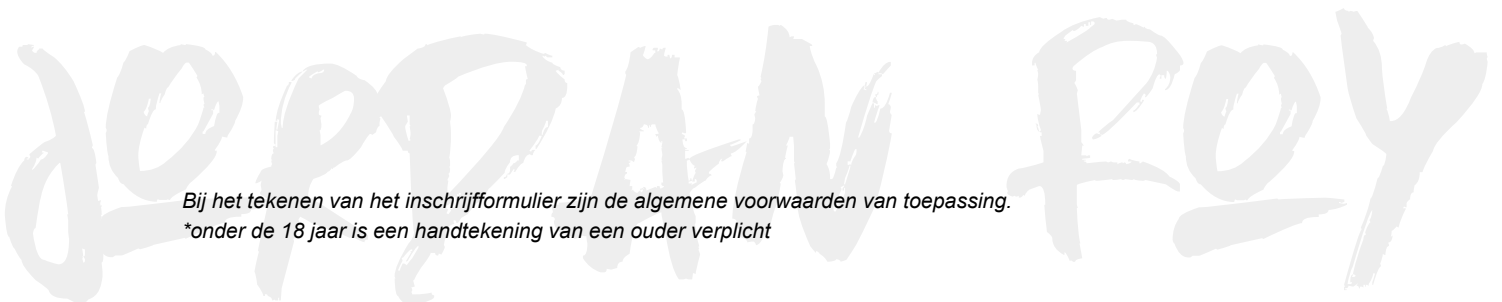 JORDAN ROY
Bij het tekenen van het inschrijfformulier zijn de algemene voorwaarden van toepassing.
*onder de 18 jaar is een handtekening van een ouder verplicht